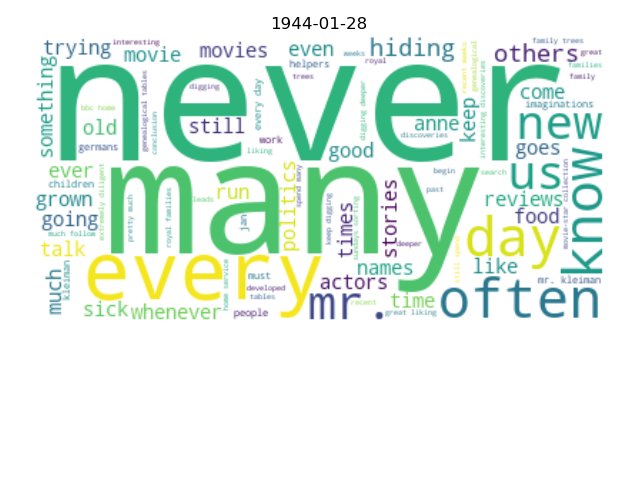 1944-01-28
never
many
every
mr.
often
day
know
new
us
others
hiding
movies
movie
trying
interesting
even
weeks
helpers
royal
trees
family trees
great
families
family
come
imaginations
goes
something
bbc home
genealogical tables
conclusion
digging
every day
old
still
germans
work
liking
good
digging deeper
anne
discoveries
keep
recent weeks
genealogical
interesting discoveries
ever
children
grown
going
extremely diligent
pretty much
royal families
leads
run
jan
politics
spend many
keep digging
times
sundays sorting
stories
deeper
past
begin
search
reviews
food
movie-star collection
much follow
talk
much
kleiman
sick
whenever
home service
must
developed
tables
people
actors
names
time
recent
great liking
like
still spend
mr. kleiman